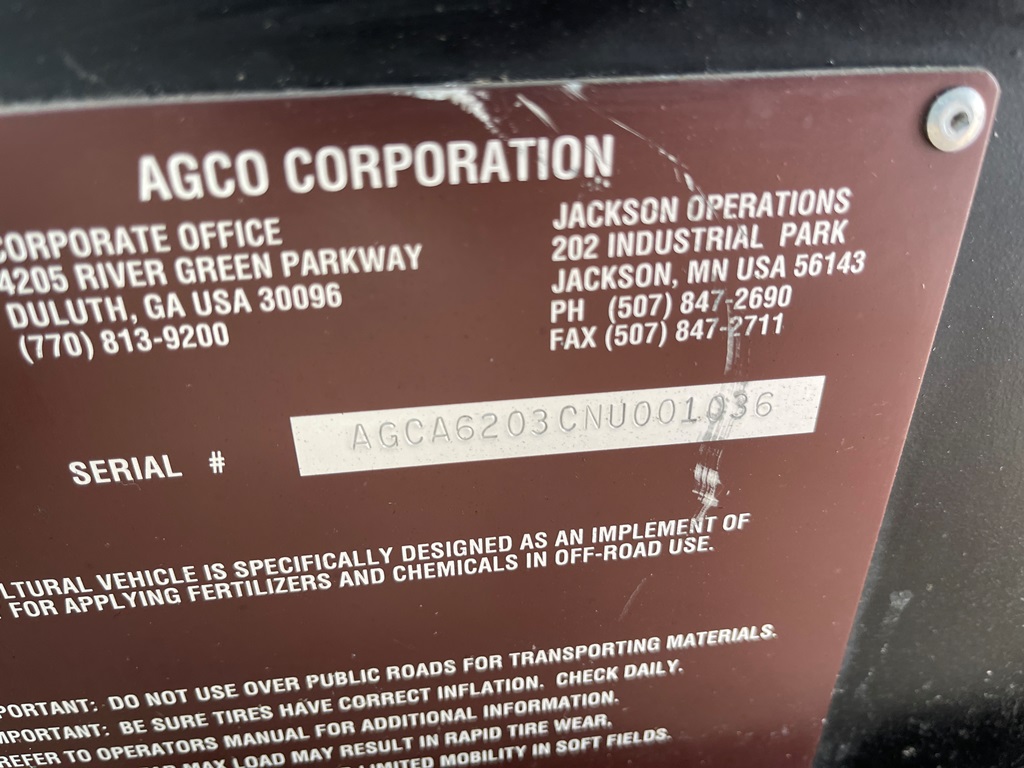 AGCO CORPORATION
CORPORATE OFFICE
4205 RIVER GREEN PARKWAY
DULUTH, GA USA 30096
(770) 813-9200
JACKSON OPERATIONS
202 INDUSTRIAL PARK
JACKSON, MN USA 56143
PH (507) 847-2690
FAX (507) 847-2711
SERIAL # AGCA6203CNU001036
LTURAL VEHICLE IS SPECIFICALLY DESIGNED AS AN IMPLEMENT OF
FOR APPLYING FERTILIZERS AND CHEMICALS IN OFF-ROAD USE.
PORTANT: DO NOT USE OVER PUBLIC ROADS FOR TRANSPORTING MATERIALS.
MPORTANT: BE SURE TIRES HAVE CORRECT INFLATION. CHECK DAILY.
REFER TO OPERATORS MANUAL FOR ADDITIONAL INFORMATION.
MAX LOAD MAY RESULT IN RAPID TIRE WEAR.
LIMITED MOBILITY IN SOFT FIELDS.